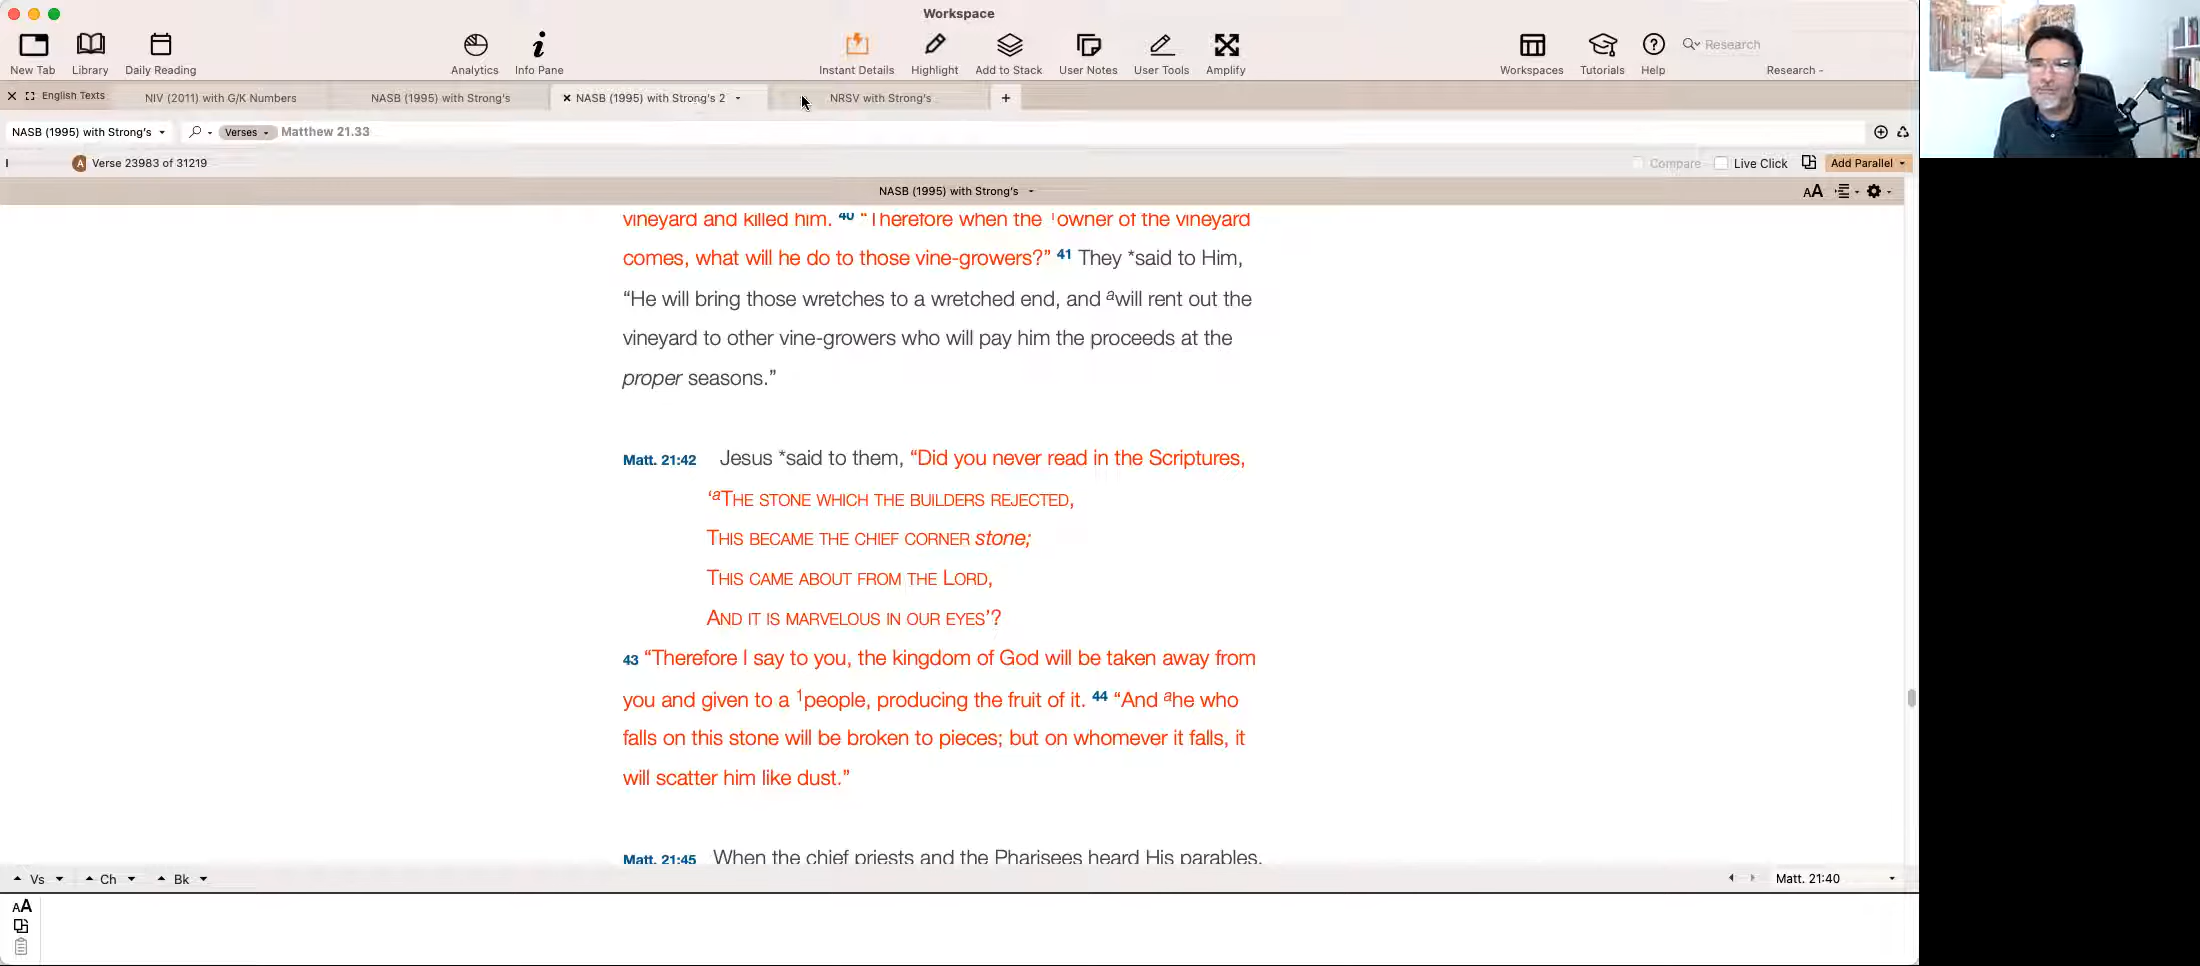 Workspace
New Tab Library Daily Reading Analytics Info Pane Instant Details Highlight Add to Stack User Notes User Tools Amplify Workspaces Tutorials Help Research
Research
English Texts NIV (2011) with G/K Numbers NASB (1995) with Strong's NASB (1995) with Strong's 2 NRSV with Strong's +
NASB (1995) with Strong's Verses Matthew 21.33
A Verse 23983 of 31219 Compare Live Click Add Parallel
NASB (1995) with Strong's AA
vineyard and killed him. 40 “Therefore when the 1owner of the vineyard
comes, what will he do to those vine-growers?” 41 They *said to Him,
“He will bring those wretches to a wretched end, and awill rent out the
vineyard to other vine-growers who will pay him the proceeds at the
proper seasons.”
Matt. 21:42 Jesus *said to them, “Did you never read in the Scriptures,
‘aTHE STONE WHICH THE BUILDERS REJECTED,
THIS BECAME THE CHIEF CORNER stone;
THIS CAME ABOUT FROM THE LORD,
AND IT IS MARVELOUS IN OUR EYES’?
43 “Therefore I say to you, the kingdom of God will be taken away from
you and given to a 1people, producing the fruit of it. 44 “And ahe who
falls on this stone will be broken to pieces; but on whomever it falls, it
will scatter him like dust.”
Matt. 21:45 When the chief priests and the Pharisees heard His parables,
Vs Ch Bk Matt. 21:40
AA